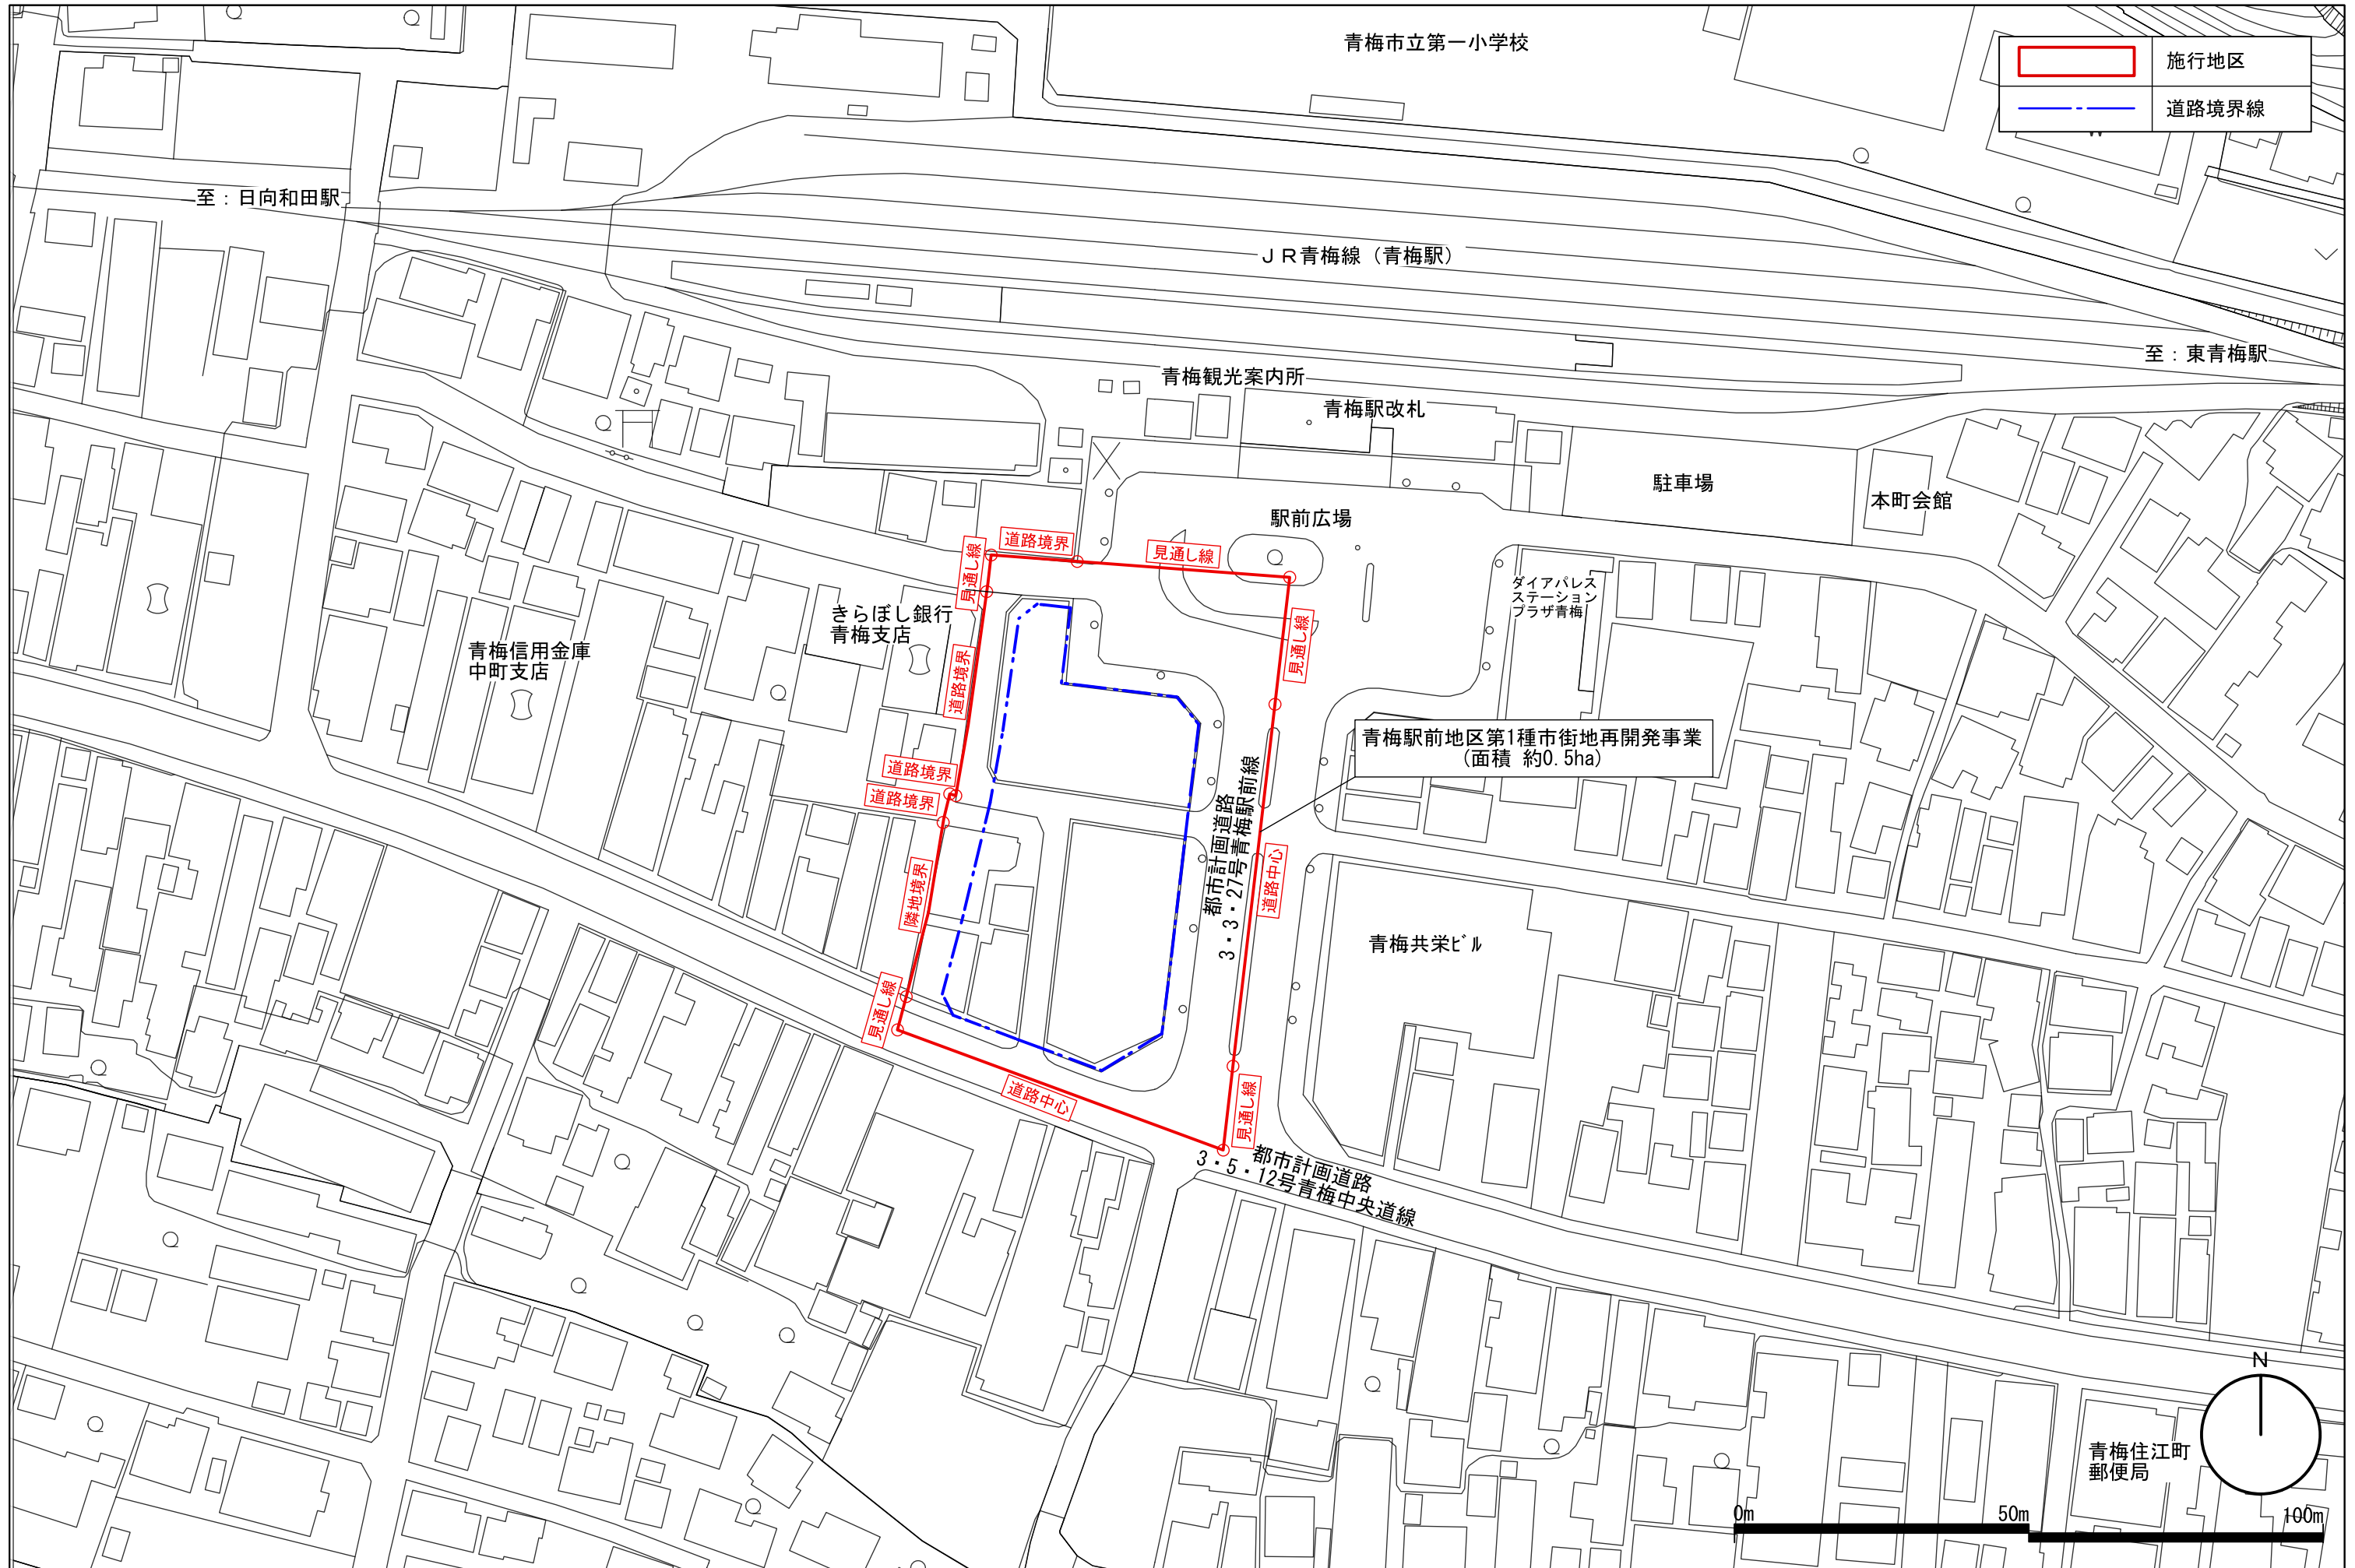 青梅市立第一小学校
施行地区
道路境界線
至：日向和田駅
ＪＲ青梅線（青梅駅）
至：東青梅駅
青梅観光案内所
青梅駅改札
駐車場
本町会館
駅前広場
道路境界
見通し線
見通し線
ダイアパレス
ステーション
プラザ青梅
きらぼし銀行
青梅支店
見通し線
青梅信用金庫
中町支店
道路境界
青梅駅前地区第1種市街地再開発事業
(面積 約0.5ha)
道路境界
道路境界
都市計画道路
3・3・27号青梅駅前線
道路中心
隣地境界
青梅共栄ビル
見通し線
道路中心
見通し線
都市計画道路
3・5・12号青梅中央道線
N
青梅住江町
郵便局
0m 50m 100m